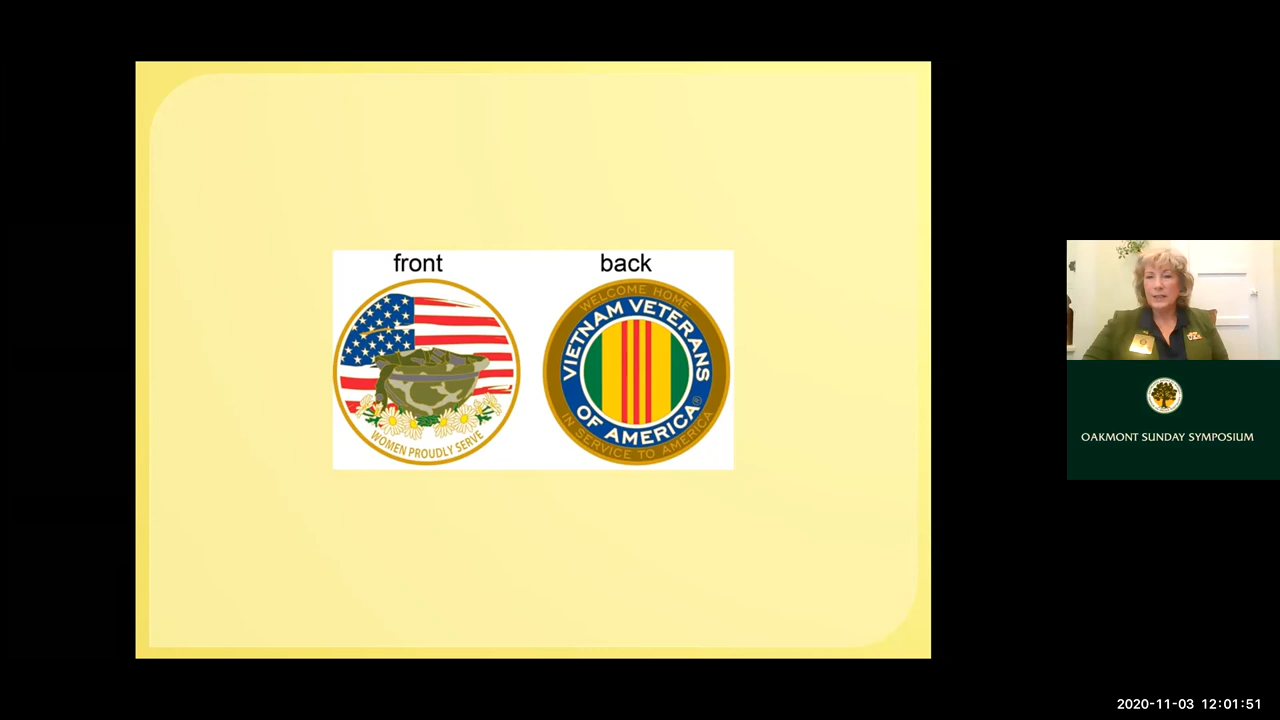 front
back
WOMEN PROUDLY SERVE
WELCOME HOME
VIETNAM VETERANS
OF AMERICA®
IN SERVICE TO AMERICA
OAKMONT SUNDAY SYMPOSIUM
2020-11-03 12:01:51